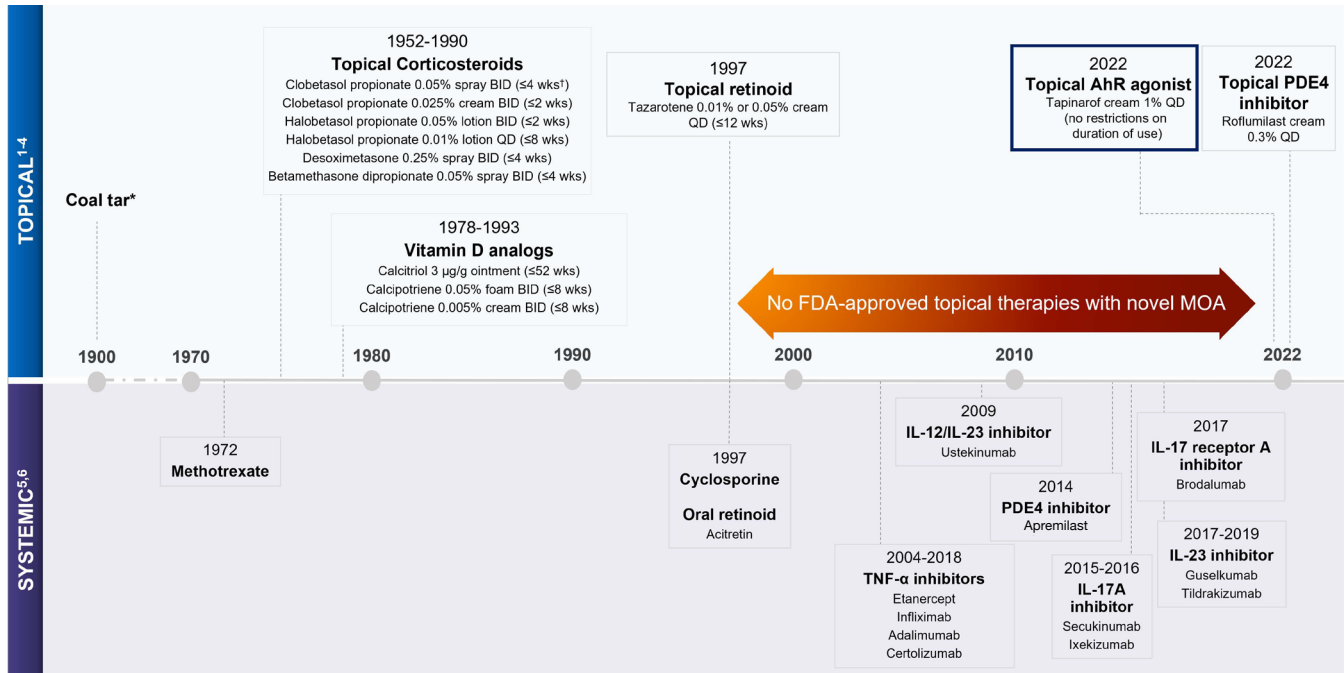 TOPICAL1-4
1952-1990
Topical Corticosteroids
Clobetasol propionate 0.05% spray BID (≤4 wks†)
Clobetasol propionate 0.025% cream BID (≤2 wks)
Halobetasol propionate 0.05% lotion BID (≤2 wks)
Halobetasol propionate 0.01% lotion QD (≤8 wks)
Desoximetasone 0.25% spray BID (≤4 wks)
Betamethasone dipropionate 0.05% spray BID (≤4 wks)
1997
Topical retinoid
Tazarotene 0.01% or 0.05% cream
QD (≤12 wks)
2022
Topical AhR agonist
Tapinarof cream 1% QD
(no restrictions on
duration of use)
2022
Topical PDE4
inhibitor
Roflumilast cream
0.3% QD
Coal tar*
1978-1993
Vitamin D analogs
Calcitriol 3 µg/g ointment (≤52 wks)
Calcipotriene 0.05% foam BID (≤8 wks)
Calcipotriene 0.005% cream BID (≤8 wks)
No FDA-approved topical therapies with novel MOA
1900
1970
1980
1990
2000
2010
2022
SYSTEMIC5,6
1972
Methotrexate
1997
Cyclosporine
Oral retinoid
Acitretin
2004-2018
TNF-α inhibitors
Etanercept
Infliximab
Adalimumab
Certolizumab
2009
IL-12/IL-23 inhibitor
Ustekinumab
2014
PDE4 inhibitor
Apremilast
2015-2016
IL-17A
inhibitor
Secukinumab
Ixekizumab
2017
IL-17 receptor A
inhibitor
Brodalumab
2017-2019
IL-23 inhibitor
Guselkumab
Tildrakizumab